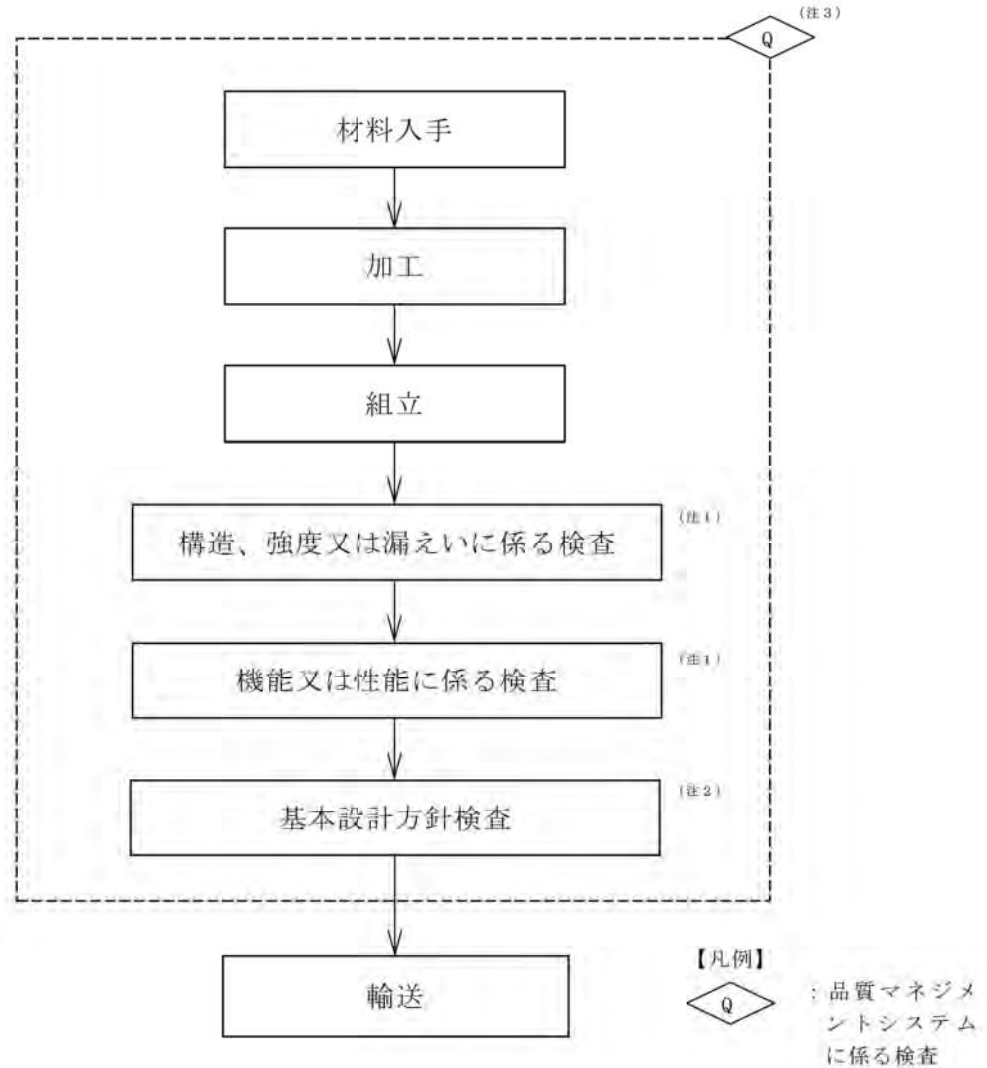 (注3)
Q
材料入手
加工
組立
構造、強度又は漏えいに係る検査
(注1)
機能又は性能に係る検査
(注1)
基本設計方針検査
(注2)
輸送
【凡例】
Q
：品質マネジメ
ントシステム
に係る検査